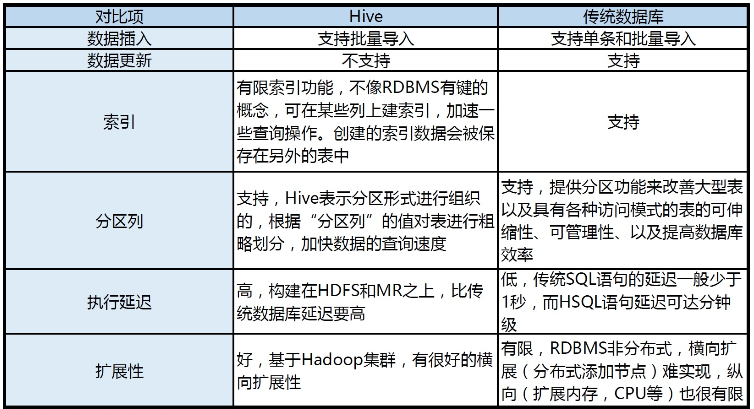 对比项 Hive 传统数据库
数据插入 支持批量导入 支持单条和批量导入
数据更新 不支持 支持
索引
有限索引功能，不像RDBMS有键的
概念，可在某些列上建索引，加速一
些查询操作。创建的索引数据会被保
存在另外的表中
支持
分区列
支持，Hive表示分区形式进行组织
的，根据“分区列”的值对表进行粗
略划分，加快数据的查询速度
支持，提供分区功能来改善大型表
以及具有各种访问模式的表的可伸
缩性、可管理性、以及提高数据库
效率
执行延迟
高，构建在HDFS和MR之上，比传
统数据库延迟要高
低，传统SQL语句的延迟一般少于
1秒，而HSQL语句延迟可达分钟
级
扩展性
好，基于Hadoop集群，有很好的横
向扩展性
有限，RDBMS非分布式，横向扩
展（分布式添加节点）难实现，纵
向（扩展内存，CPU等）也很有限